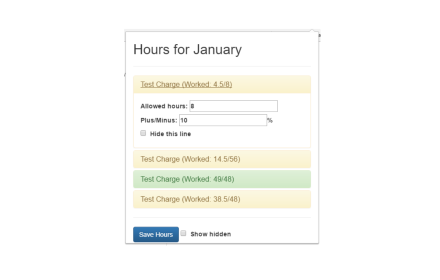 Hours for January
Test Charge (Worked: 4.5/8)
Allowed hours: 8
Plus/Minus: 10 %
Hide this line
Test Charge (Worked: 14.5/56)
Test Charge (Worked: 49/48)
Test Charge (Worked: 38.5/48)
Save Hours Show hidden